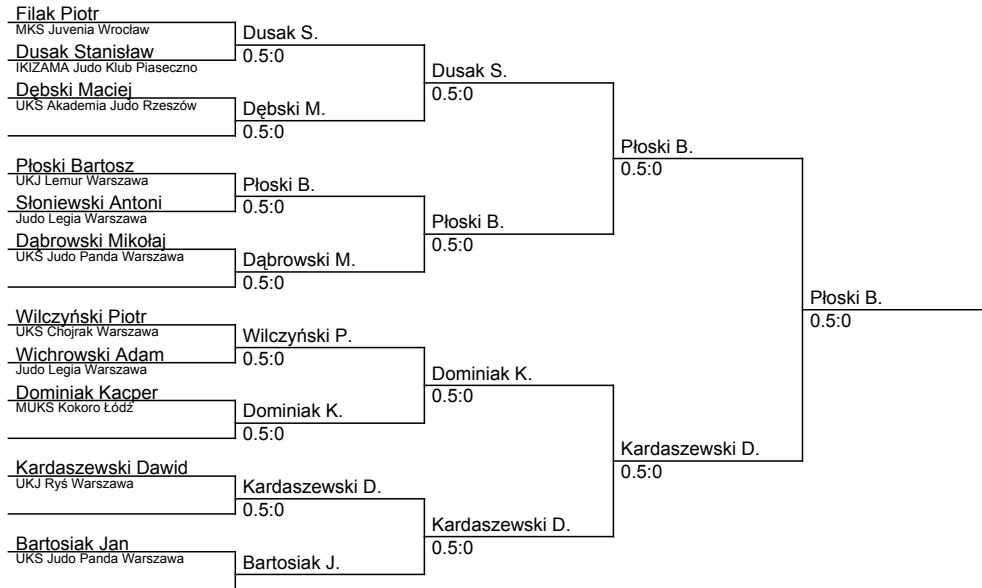 Filak Piotr
MKS Juvenia Wrocław
Dusak Stanisław
IKIZAMA Judo Klub Piaseczno
Dębski Maciej
UKS Akademia Judo Rzeszów
Płoski Bartosz
UKJ Lemur Warszawa
Słoniewski Antoni
Judo Legia Warszawa
Dąbrowski Mikołaj
UKS Judo Panda Warszawa
Wilczyński Piotr
UKS Chojrak Warszawa
Wichrowski Adam
Judo Legia Warszawa
Dominiak Kacper
MUKS Kokoro Łódź
Kardaszewski Dawid
UKJ Ryś Warszawa
Bartosiak Jan
UKS Judo Panda Warszawa
Dusak S.
0.5:0
Dębski M.
0.5:0
Płoski B.
0.5:0
Dąbrowski M.
0.5:0
Wilczyński P.
0.5:0
Dominiak K.
0.5:0
Kardaszewski D.
0.5:0
Bartosiak J.
Dusak S.
0.5:0
Płoski B.
0.5:0
Dominiak K.
0.5:0
Kardaszewski D.
0.5:0
Płoski B.
0.5:0
Kardaszewski D.
0.5:0
Płoski B.
0.5:0